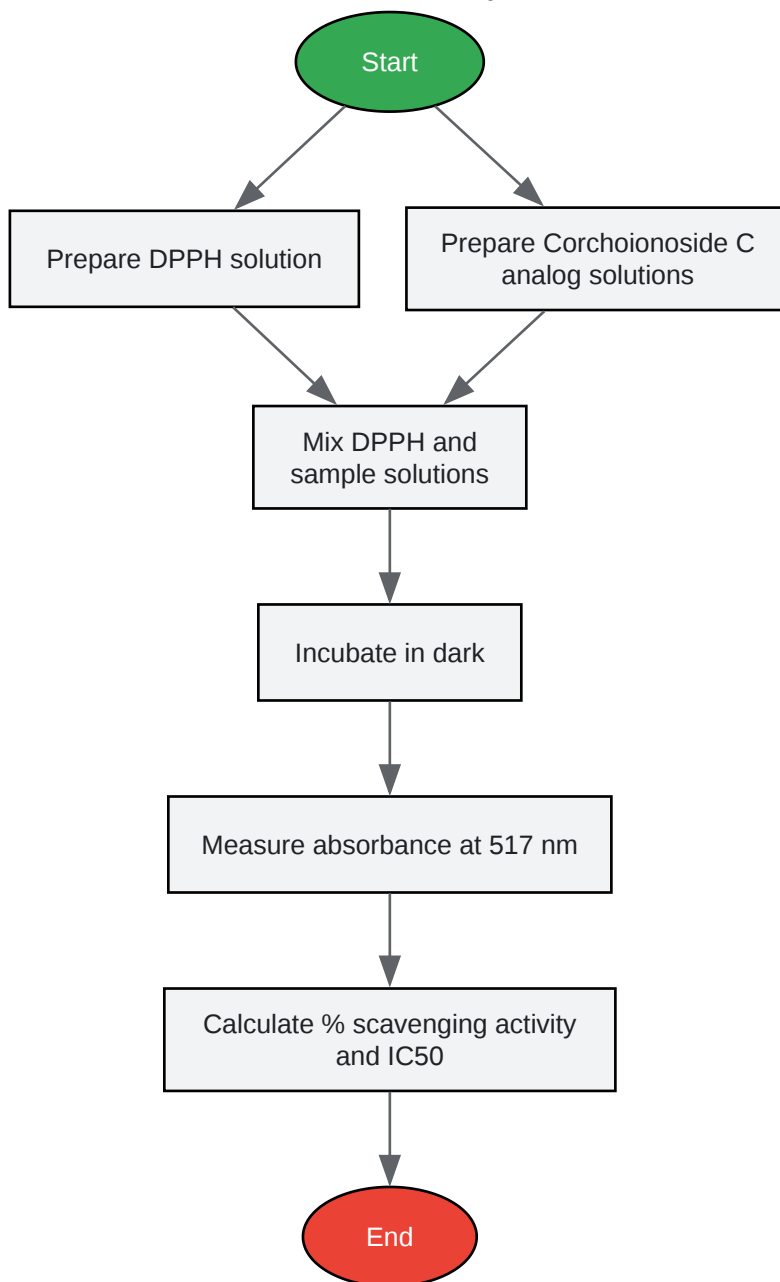 Start
Prepare DPPH solution
Prepare Corchoionoside C
analog solutions
Mix DPPH and
sample solutions
Incubate in dark
Measure absorbance at 517 nm
Calculate % scavenging activity
and IC50
End